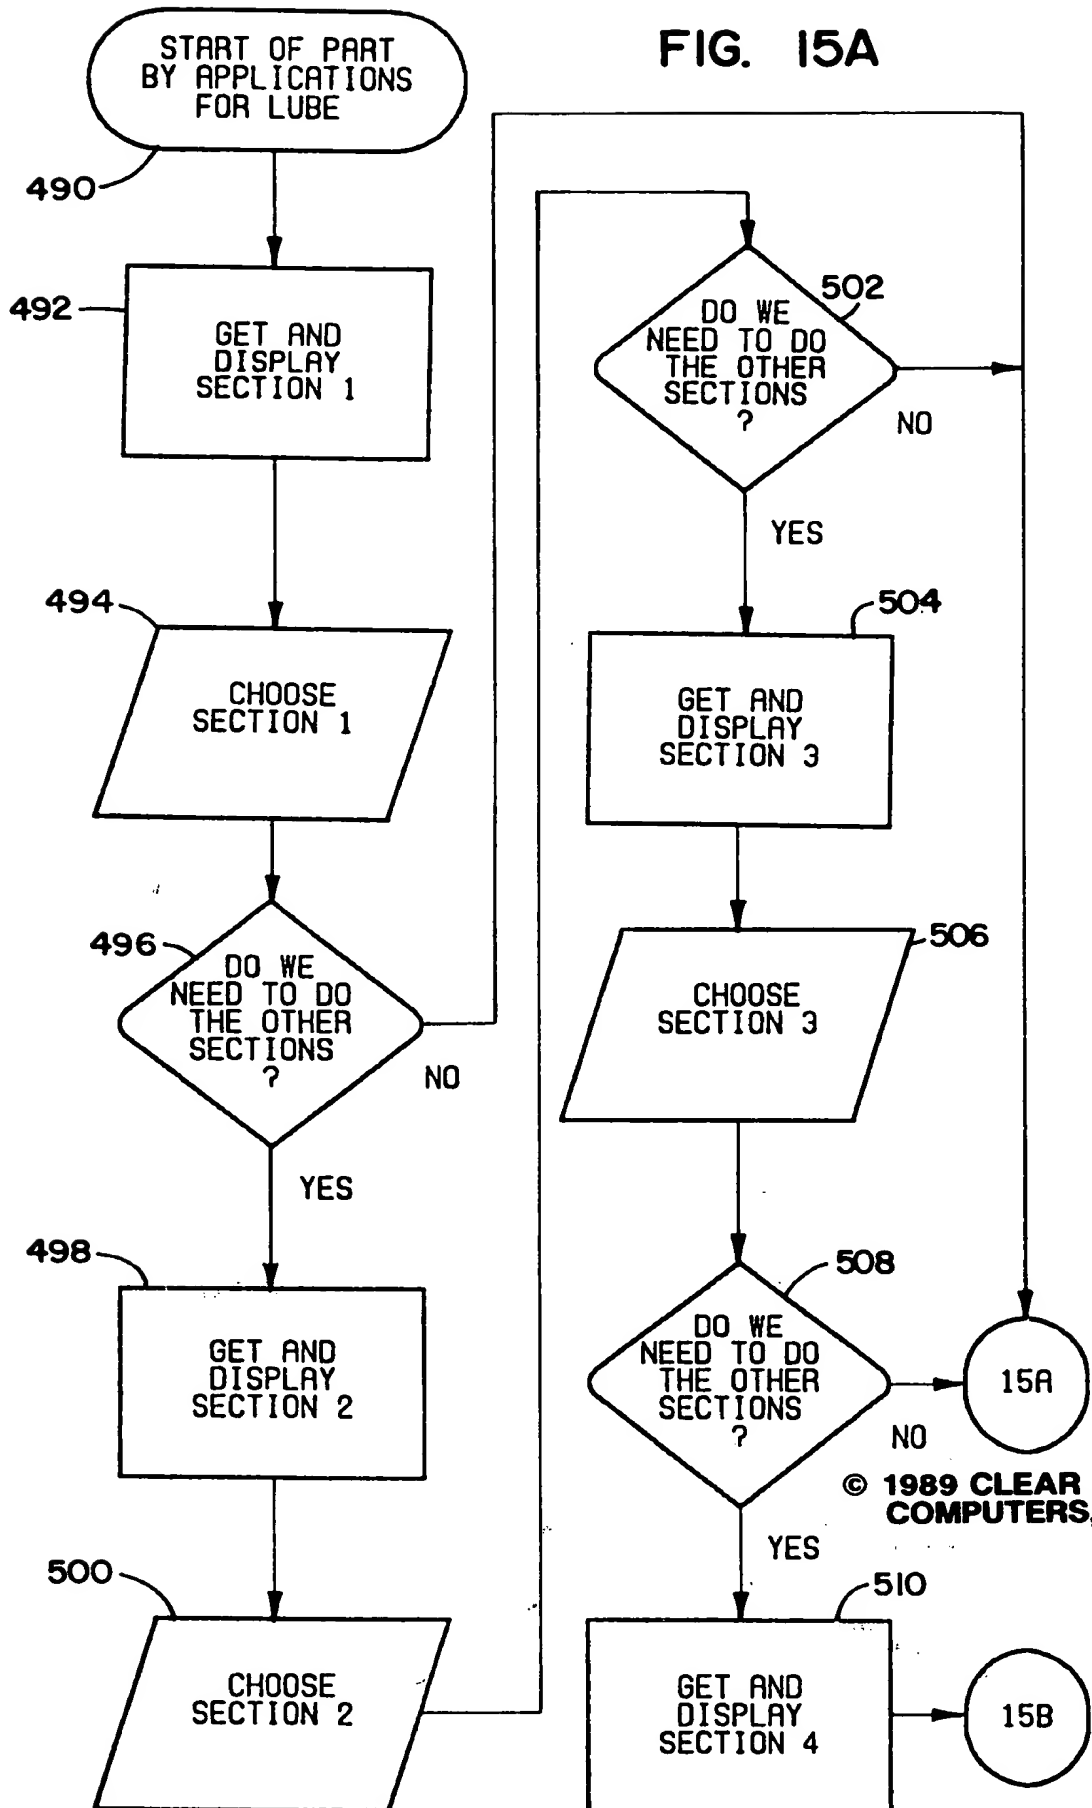 FIG. 15A
START OF PART
BY APPLICATIONS
FOR LUBE
490
492
GET AND
DISPLAY
SECTION 1
494
CHOOSE
SECTION 1
496
DO WE
NEED TO DO
THE OTHER
SECTIONS
?
NO
YES
498
GET AND
DISPLAY
SECTION 2
500
CHOOSE
SECTION 2
502
DO WE
NEED TO DO
THE OTHER
SECTIONS
?
NO
YES
504
GET AND
DISPLAY
SECTION 3
506
CHOOSE
SECTION 3
508
DO WE
NEED TO DO
THE OTHER
SECTIONS
?
NO
15A
© 1989 CLEAR
COMPUTERS,
YES
510
GET AND
DISPLAY
SECTION 4
15B